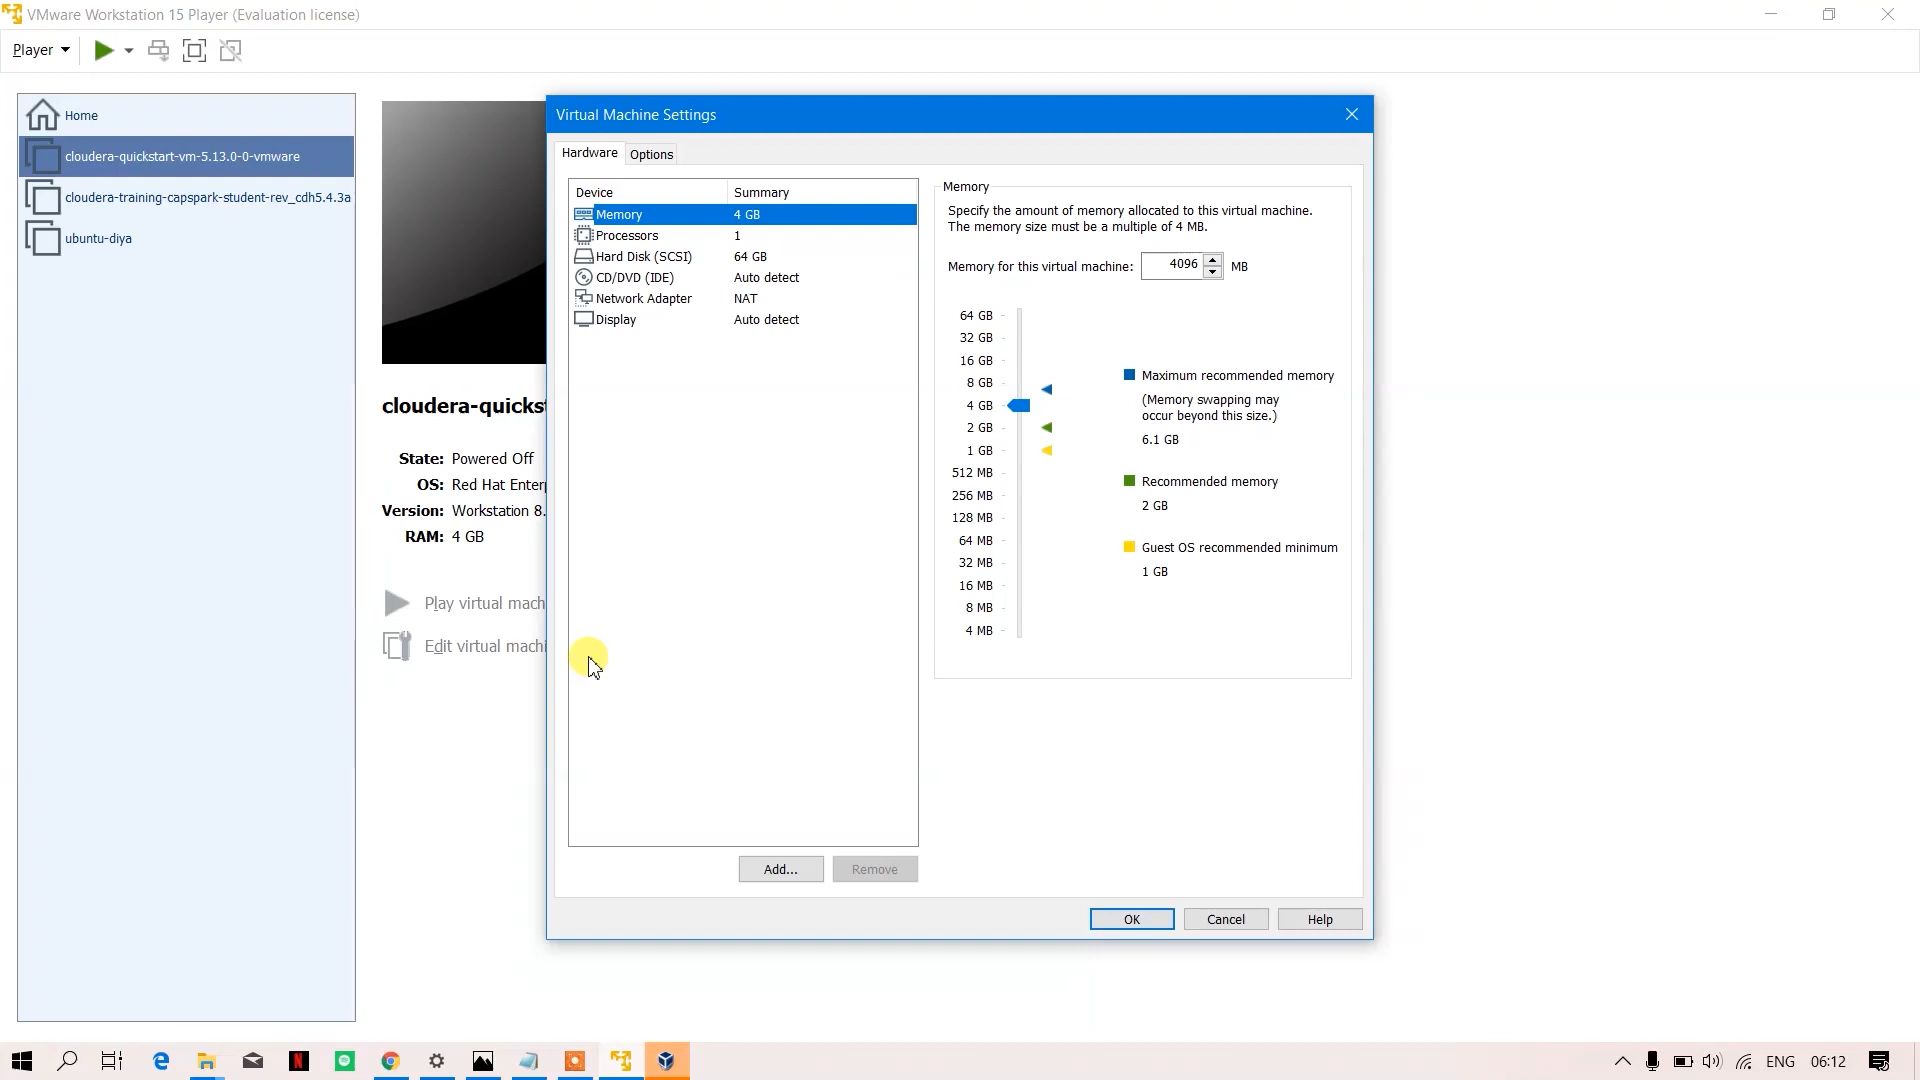 VMware Workstation 15 Player (Evaluation license)
Player
Home
cloudera-quickstart-vm-5.13.0-0-vmware
cloudera-training-capspark-student-rev_cdh5.4.3a
ubuntu-diya
cloudera-quickst
State: Powered Off
OS: Red Hat Enterp
Version: Workstation 8.
RAM: 4 GB
Play virtual mach
Edit virtual machi
Virtual Machine Settings
Hardware Options
Device Summary
Memory 4 GB
Processors 1
Hard Disk (SCSI) 64 GB
CD/DVD (IDE) Auto detect
Network Adapter NAT
Display Auto detect
Add... Remove
Memory
Specify the amount of memory allocated to this virtual machine.
The memory size must be a multiple of 4 MB.
Memory for this virtual machine: 4096 MB
64 GB
32 GB
16 GB
8 GB
4 GB
2 GB
1 GB
512 MB
256 MB
128 MB
64 MB
32 MB
16 MB
8 MB
4 MB
Maximum recommended memory
(Memory swapping may
occur beyond this size.)
6.1 GB
Recommended memory
2 GB
Guest OS recommended minimum
1 GB
OK Cancel Help
ENG 06:12